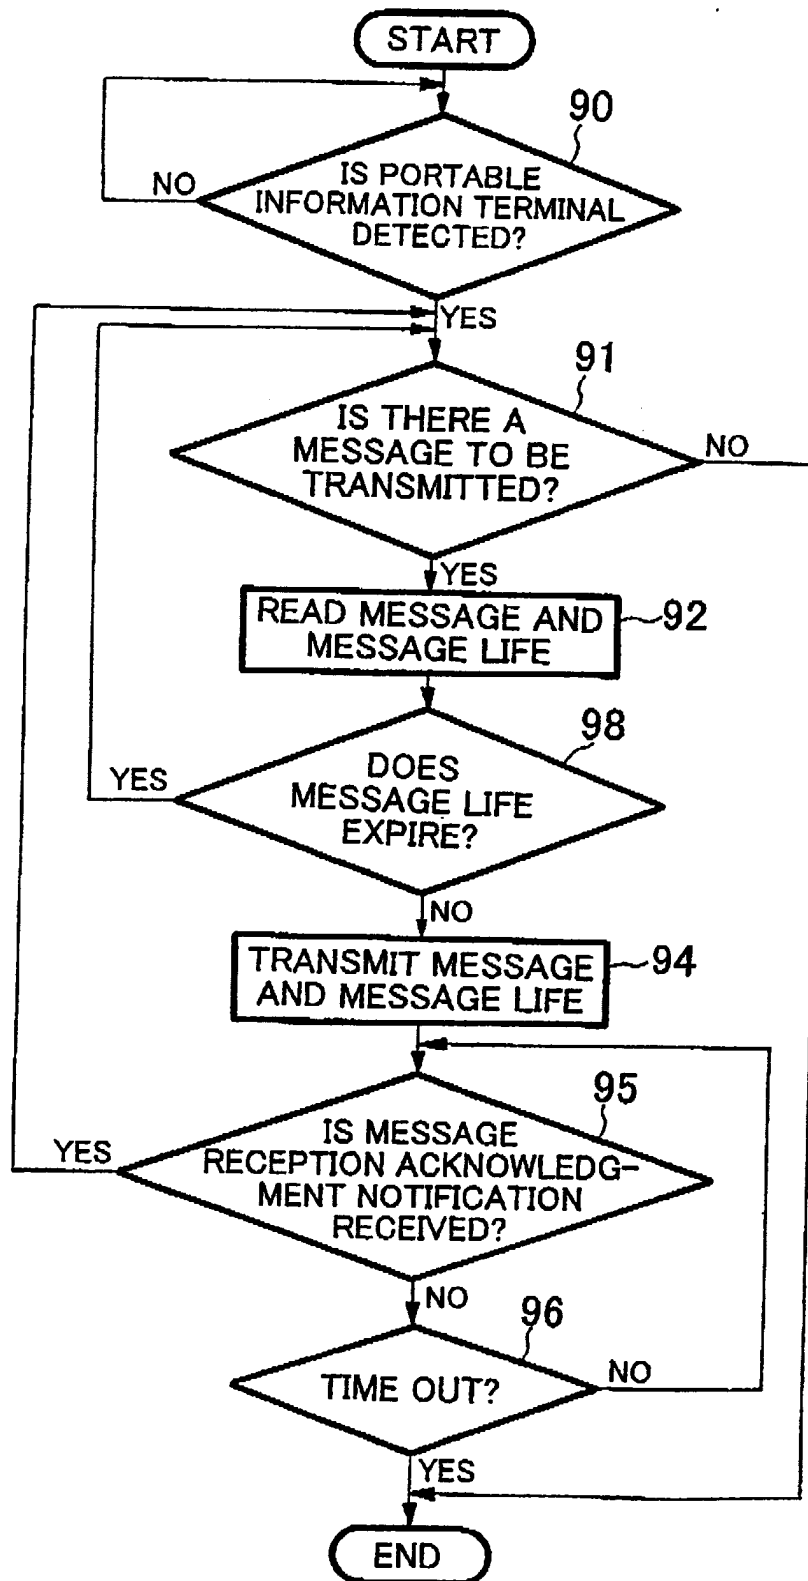 START
90
IS PORTABLE
INFORMATION TERMINAL
DETECTED?
NO
YES
91
IS THERE A
MESSAGE TO BE
TRANSMITTED?
NO
YES
READ MESSAGE AND
MESSAGE LIFE
92
98
DOES
MESSAGE LIFE
EXPIRE?
YES
NO
TRANSMIT MESSAGE
AND MESSAGE LIFE
94
95
IS MESSAGE
RECEPTION ACKNOWLEDG-
MENT NOTIFICATION
RECEIVED?
YES
NO
96
TIME OUT?
NO
YES
END